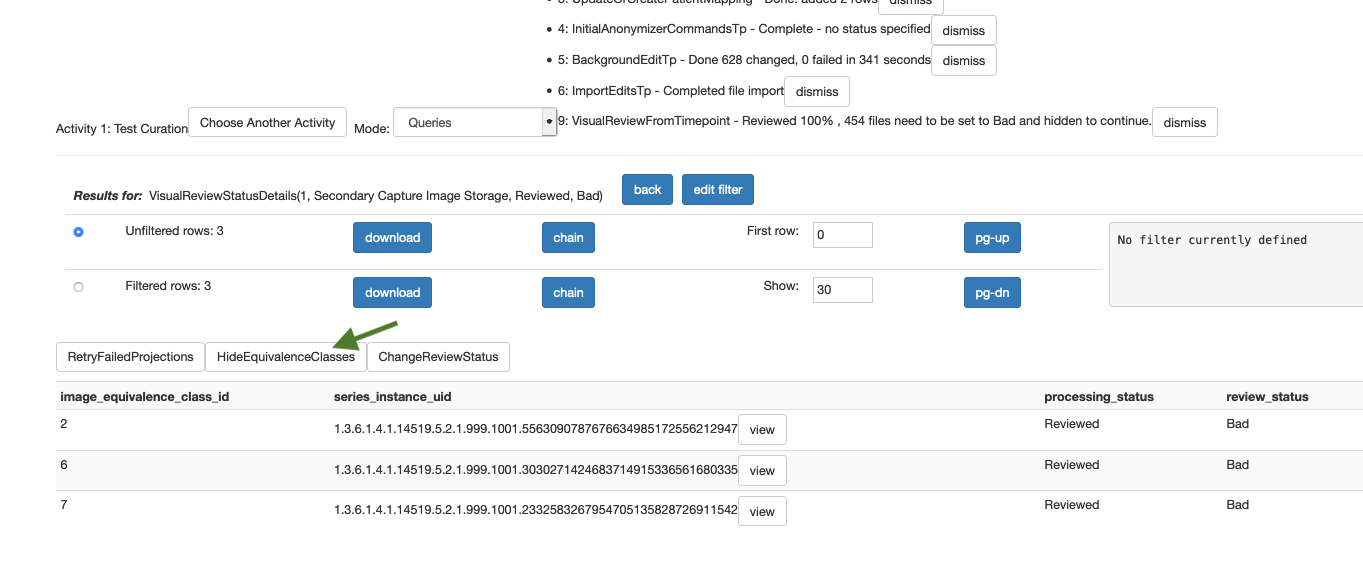 3: UpdateOrCreatePatientMapping - Done. added 2 rows dismiss
4: InitialAnonymizerCommandsTp - Complete - no status specified dismiss
5: BackgroundEditTp - Done 628 changed, 0 failed in 341 seconds dismiss
6: ImportEditsTp - Completed file import dismiss
Activity 1: Test Curation Choose Another Activity Mode: Queries 9: VisualReviewFromTimepoint - Reviewed 100% , 454 files need to be set to Bad and hidden to continue. dismiss
Results for: VisualReviewStatusDetails(1, Secondary Capture Image Storage, Reviewed, Bad) back edit filter
Unfiltered rows: 3 download chain First row: 0 pg-up No filter currently defined
Filtered rows: 3 download chain Show: 30 pg-dn
RetryFailedProjections HideEquivalenceClasses ChangeReviewStatus
image_equivalence_class_id series_instance_uid processing_status review_status
2 1.3.6.1.4.1.14519.5.2.1.999.1001.55630907876766349851725562​12947 view Reviewed Bad
6 1.3.6.1.4.1.14519.5.2.1.999.1001.303027142468371491533656168​0335 view Reviewed Bad
7 1.3.6.1.4.1.14519.5.2.1.999.1001.233258326795470513582872691​1542 view Reviewed Bad